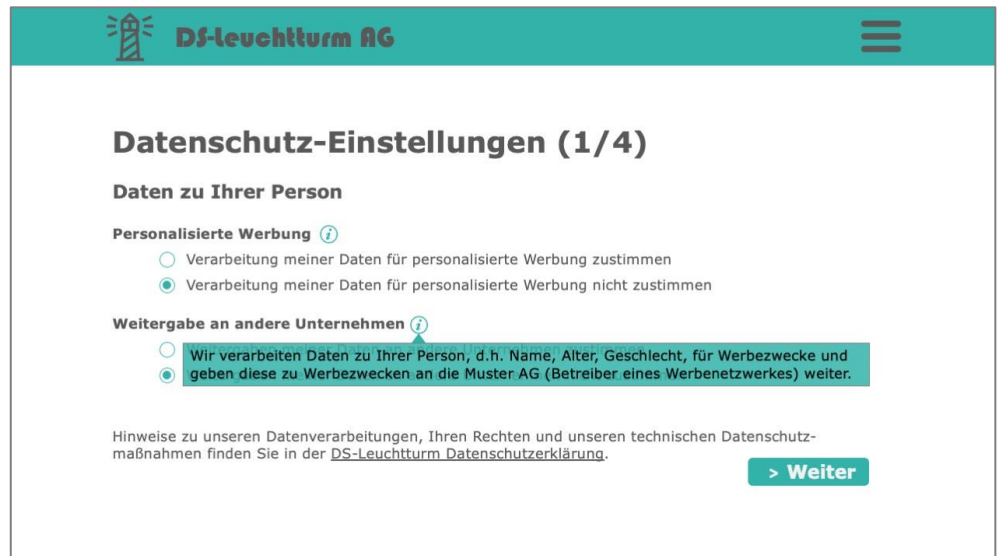 DS-Leuchtturm AG
Datenschutz-Einstellungen (1/4)
Daten zu Ihrer Person
Personalisierte Werbung i
Verarbeitung meiner Daten für personalisierte Werbung zustimmen
Verarbeitung meiner Daten für personalisierte Werbung nicht zustimmen
Weitergabe an andere Unternehmen i
Wir verarbeiten Daten zu Ihrer Person, d.h. Name, Alter, Geschlecht, für Werbezwecke und
geben diese zu Werbezwecken an die Muster AG (Betreiber eines Werbenetzwerkes) weiter.
Hinweise zu unseren Datenverarbeitungen, Ihren Rechten und unseren technischen Datenschutz-
maßnahmen finden Sie in der DS-Leuchtturm Datenschutzerklärung.
> Weiter